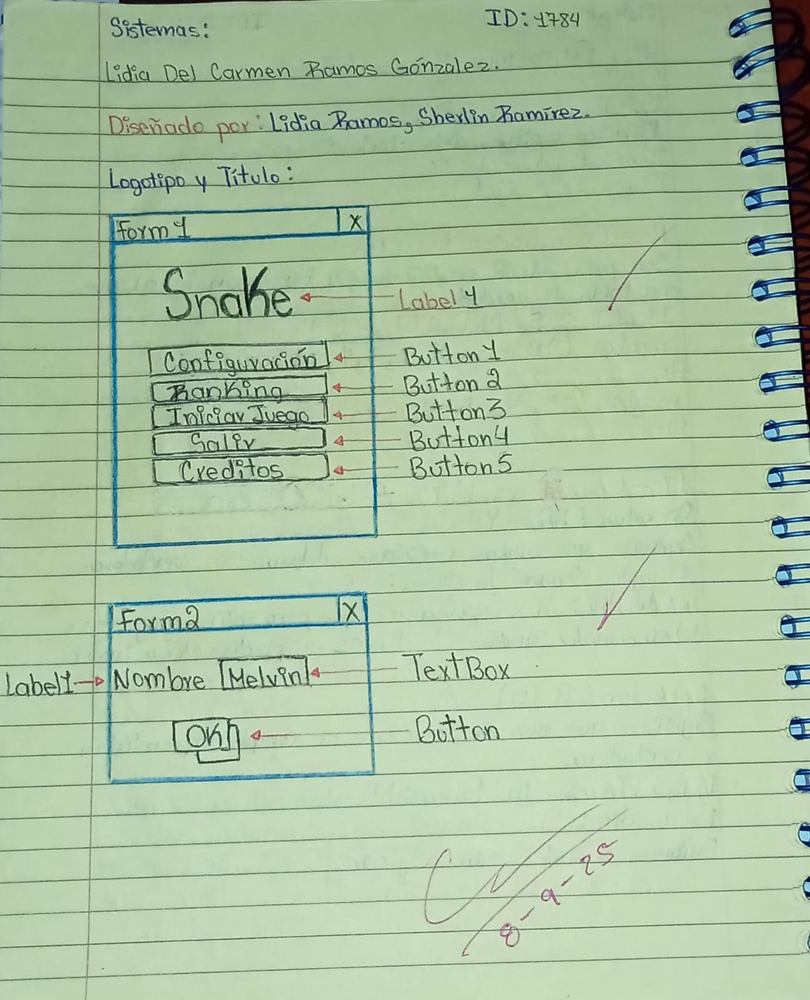 Sistemas:
ID: 1784
Lidia Del Carmen Ramos Gónzalez.
Diseñado por: Lidia Ramos, Sherlin Ramírez.
Logotipo y Título:
Form1 X
Snake Label 1
Configuración Button 1
Ranking Button 2
Iniciar Juego Button3
Salir Button4
Creditos Button5
Form2 X
Label1 Nombre Melvin TextBox
OK Button
8-9-25